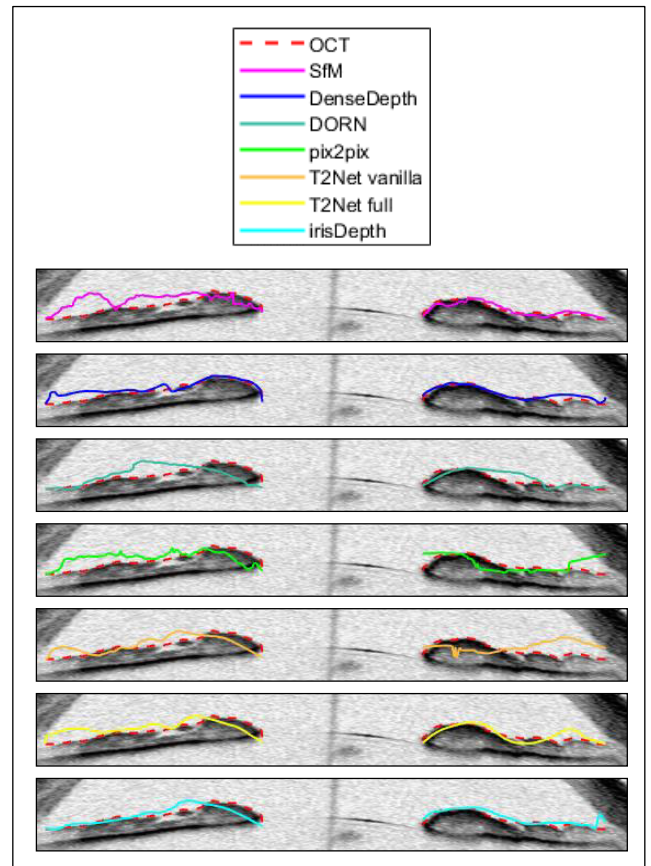 OCT
SfM
DenseDepth
DORN
pix2pix
T2Net vanilla
T2Net full
irisDepth